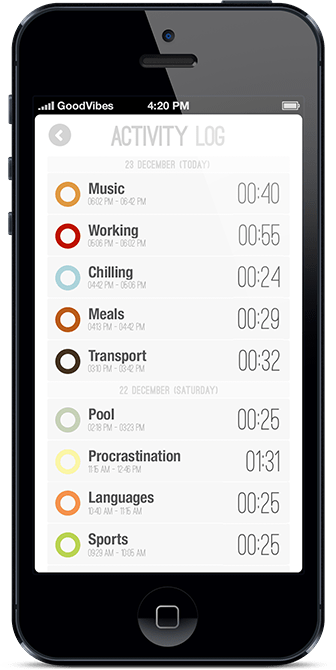 GoodVibes 4:20 PM
ACTIVITY LOG
23 DECEMBER (TODAY)
Music 00:40
06:02 PM - 06:42 PM
Working 00:55
05:06 PM - 06:02 PM
Chilling 00:24
04:42 PM - 05:06 PM
Meals 00:29
04:13 PM - 04:42 PM
Transport 00:32
03:10 PM - 03:42 PM
22 DECEMBER (SATURDAY)
Pool 00:25
02:18 PM - 03:23 PM
Procrastination 01:31
11:15 AM - 12:46 PM
Languages 00:25
10:40 AM - 11:15 AM
Sports 00:25
09:29 AM - 10:05 AM